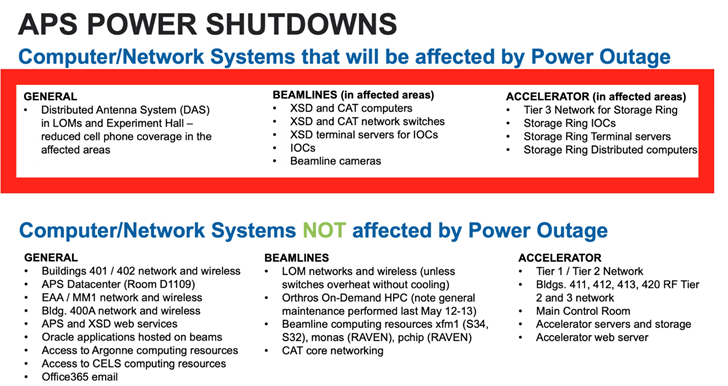 APS POWER SHUTDOWNS
Computer/Network Systems that will be affected by Power Outage
GENERAL
• Distributed Antenna System (DAS)
in LOMs and Experiment Hall –
reduced cell phone coverage in the
affected areas
BEAMLINES (in affected areas)
• XSD and CAT computers
• XSD and CAT network switches
• XSD terminal servers for IOCs
• IOCs
• Beamline cameras
ACCELERATOR (in affected areas)
• Tier 3 Network for Storage Ring
• Storage Ring IOCs
• Storage Ring Terminal servers
• Storage Ring Distributed computers
Computer/Network Systems NOT affected by Power Outage
GENERAL
• Buildings 401 / 402 network and wireless
• APS Datacenter (Room D1109)
• EAA / MM1 network and wireless
• Bldg. 400A network and wireless
• APS and XSD web services
• Oracle applications hosted on beams
• Access to Argonne computing resources
• Access to CELS computing resources
• Office365 email
BEAMLINES
• LOM networks and wireless (unless
switches overheat without cooling)
• Orthros On-Demand HPC (note general
maintenance performed last May 12-13)
• Beamline computing resources xfm1 (S34,
S32), monas (RAVEN), pchip (RAVEN)
• CAT core networking
ACCELERATOR
• Tier 1 / Tier 2 Network
• Bldgs. 411, 412, 413, 420 RF Tier
2 and 3 network
• Main Control Room
• Accelerator servers and storage
• Accelerator web server